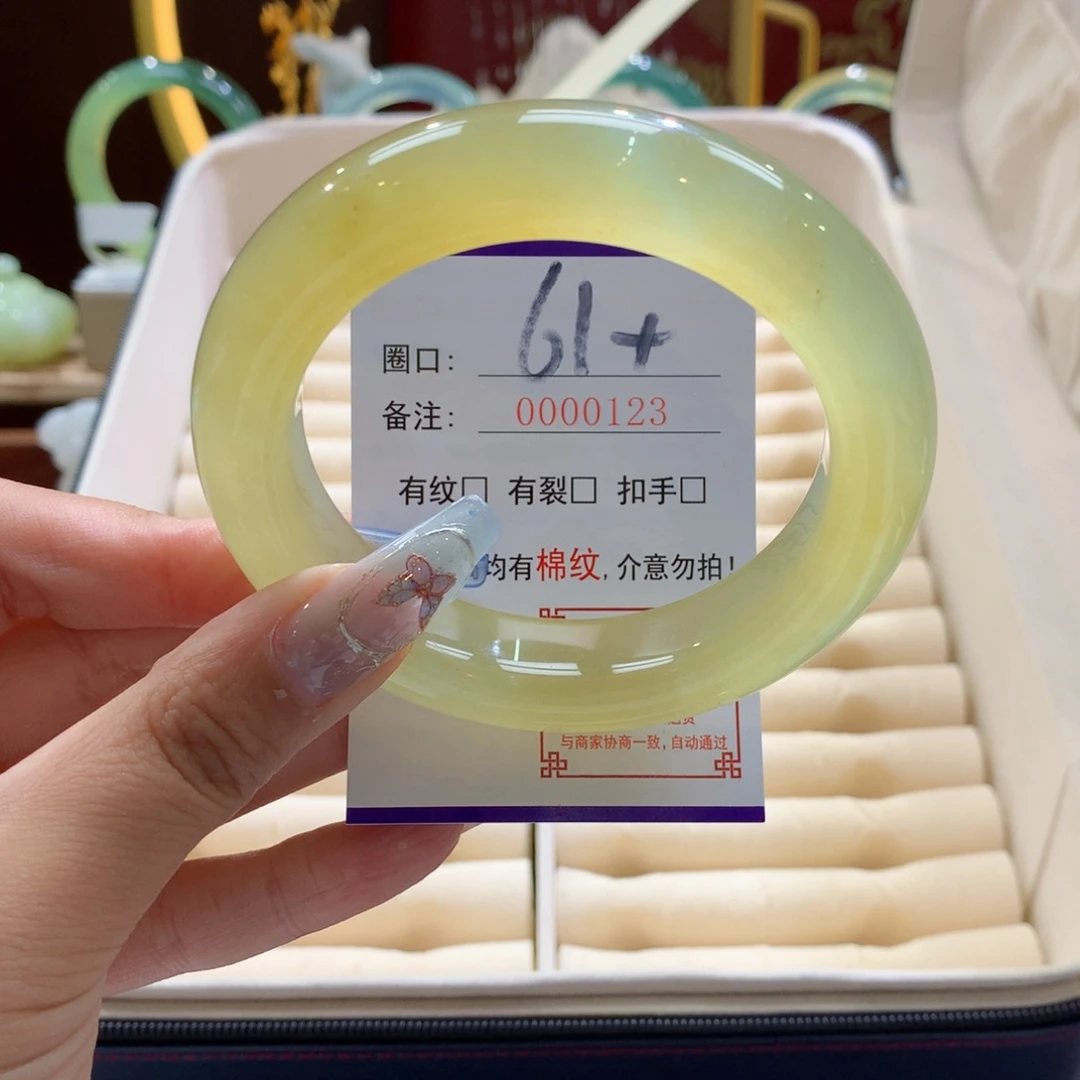 61+
圈口：
备注： 0000123
有纹□ 有裂□ 扣手□
均有棉纹，介意勿拍！
与商家协商一致，自动通过